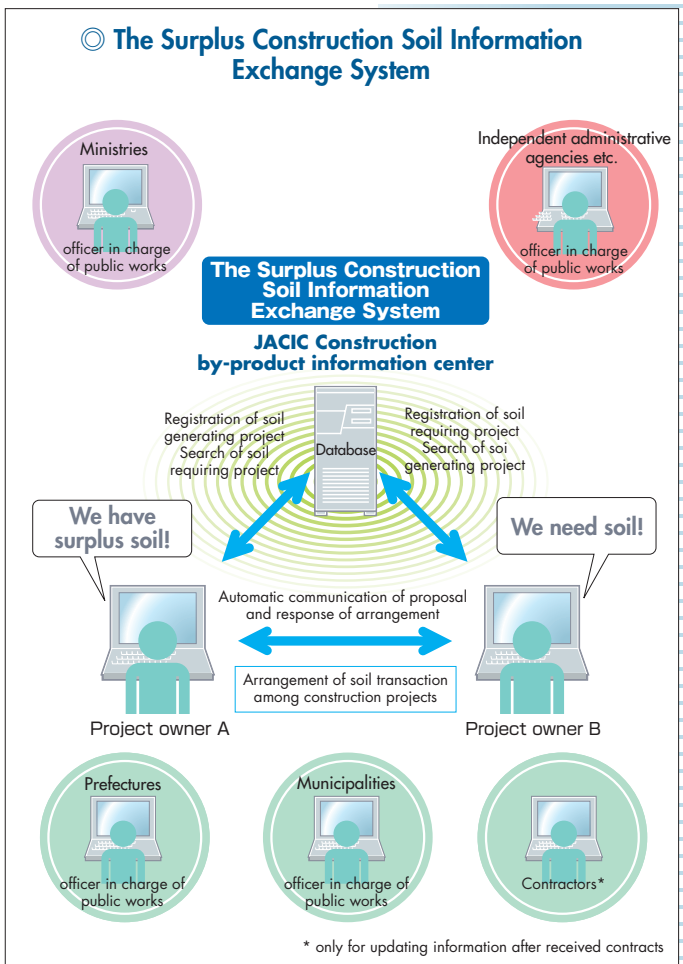 ◎ The Surplus Construction Soil Information
Exchange System
Ministries
officer in charge
of public works
Independent administrative
agencies etc.
officer in charge
of public works
The Surplus Construction
Soil Information
Exchange System
JACIC Construction
by-product information center
Registration of soil
generating project
Search of soil
requiring project
Database
Registration of soil
requiring project
Search of soi
generating project
We have
surplus soil!
We need soil!
Automatic communication of proposal
and response of arrangement
Arrangement of soil transaction
among construction projects
Project owner A
Project owner B
Prefectures
officer in charge of
public works
Municipalities
officer in charge of
public works
Contractors*
* only for updating information after received contracts